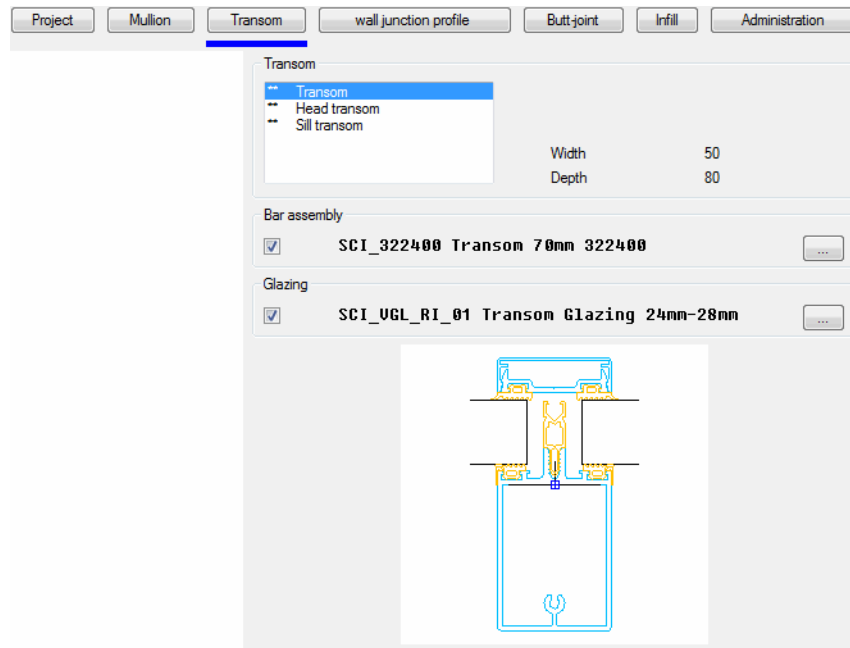 Project Mullion Transom wall junction profile Butt-joint Infill Administration
Transom
** Transom
** Head transom
** Sill transom
Width 50
Depth 80
Bar assembly
SCI_322400 Transom 70mm 322400 ...
Glazing
SCI_VGL_RI_01 Transom Glazing 24mm-28mm ...